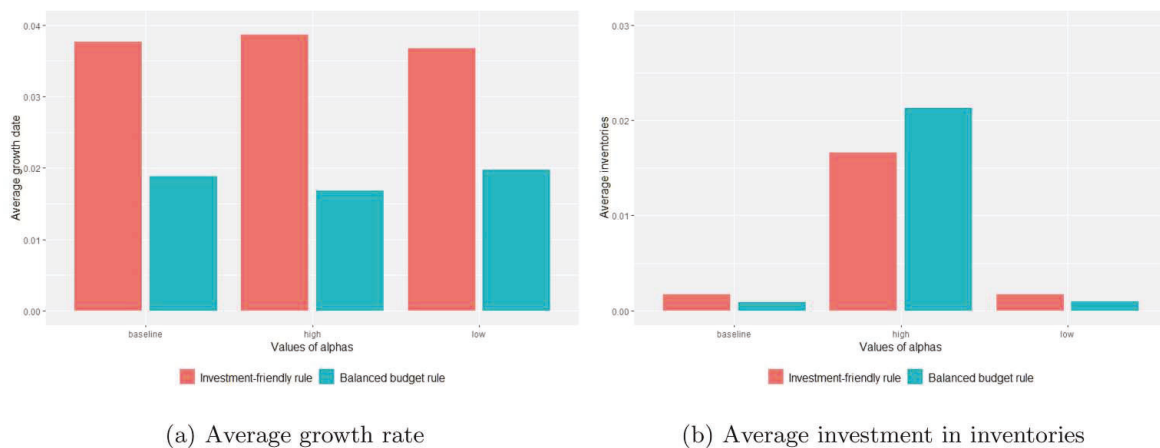 0.04
0.03
0.02
0.01
0.00
Average growth date
baseline high low
Values of alphas
Investment-friendly rule Balanced budget rule
(a) Average growth rate
0.03
0.02
0.01
0.00
Average inventories
baseline high low
Values of alphas
Investment-friendly rule Balanced budget rule
(b) Average investment in inventories